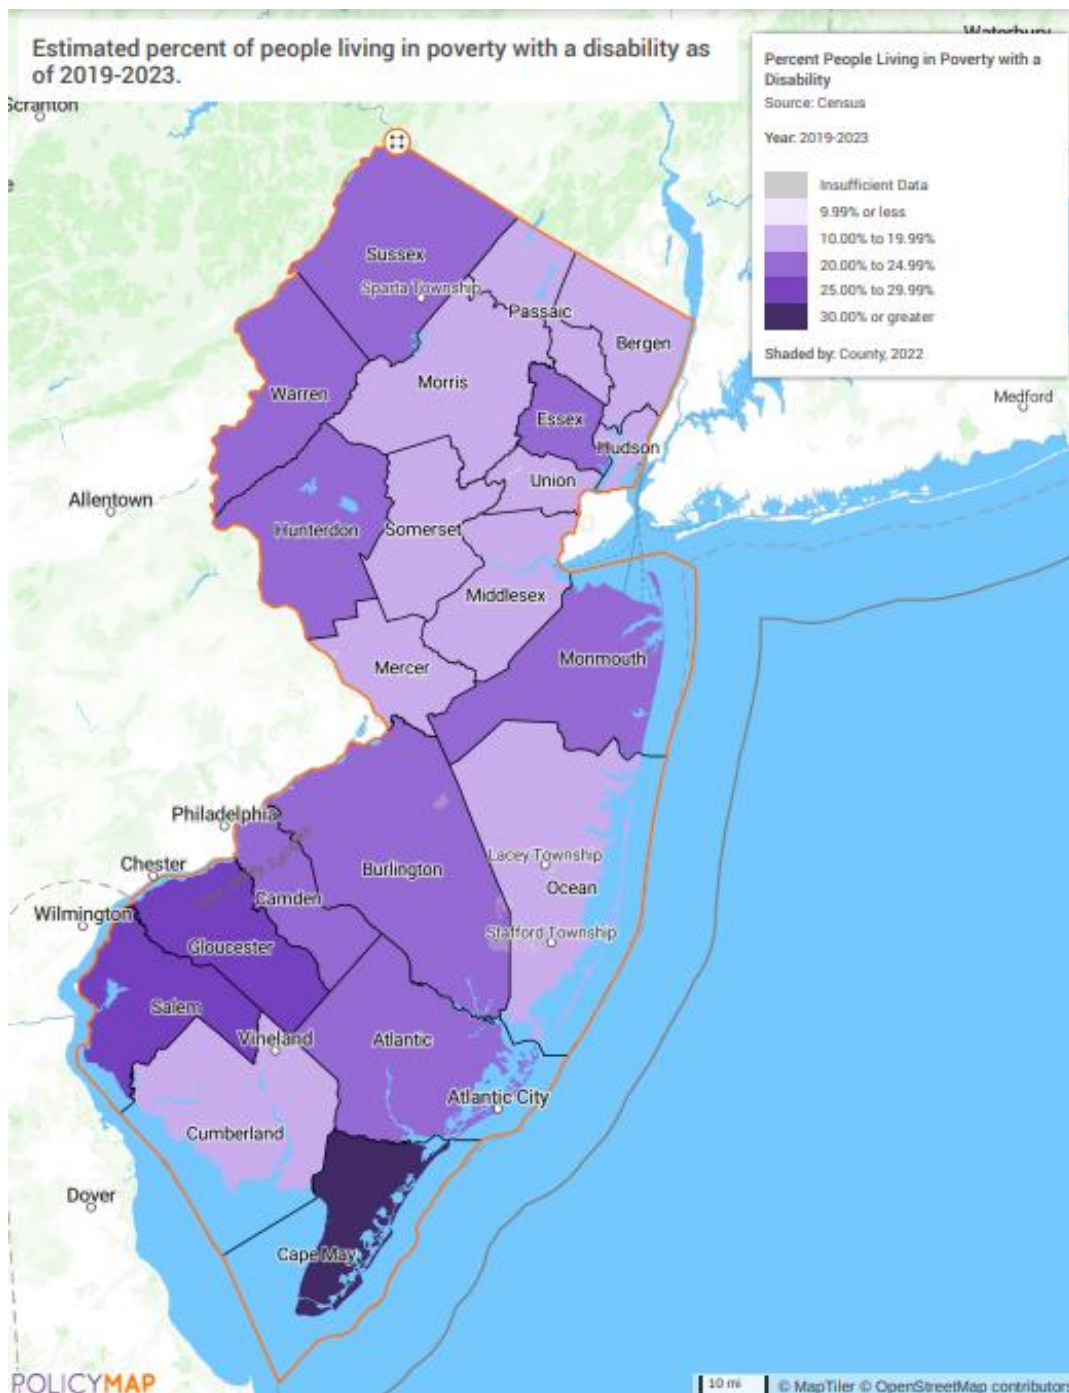 Estimated percent of people living in poverty with a disability as
of 2019-2023.
Waterbury
Percent People Living in Poverty with a
Disability
Source: Census
Year: 2019-2023
Insufficient Data
9.99% or less
10.00% to 19.99%
20.00% to 24.99%
25.00% to 29.99%
30.00% or greater
Shaded by: County, 2022
Scranton
Sussex
Sparta Township
Passaic
Bergen
Morris
Warren
Medford
Essex
Hudson
Union
Allentown
Hunterdon
Somerset
Middlesex
Monmouth
Mercer
Philadelphia
Lacey Township
Chester
Burlington
Ocean
Camden
Wilmington
Stafford Township
Gloucester
Salem
Vineland
Atlantic
Atlantic City
Cumberland
Dover
Cape May
POLICYMAP
10 mi
© MapTiler © OpenStreetMap contributors